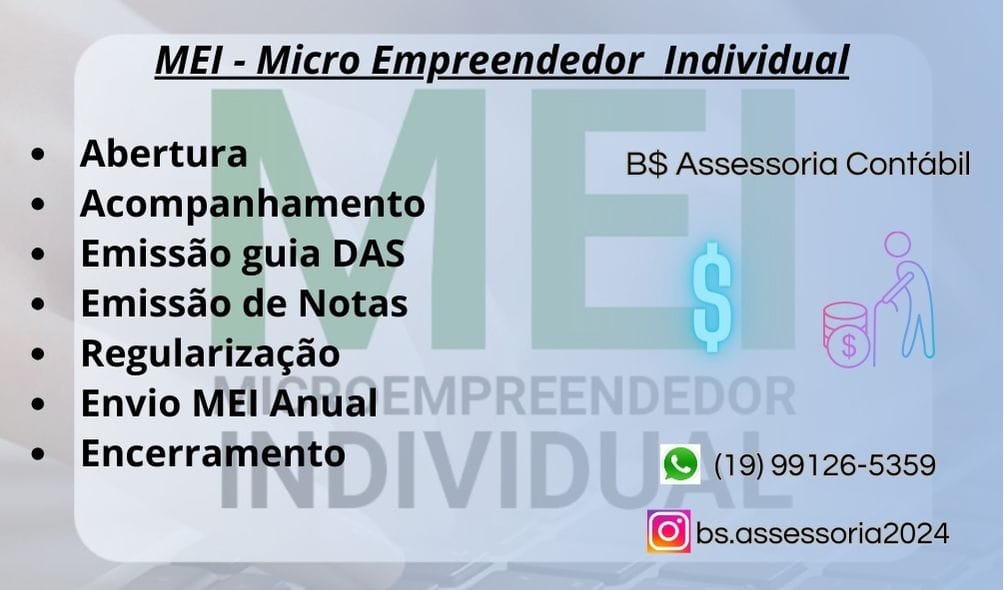 MEI - Micro Empreendedor Individual
MEI
MICROEMPREENDEDOR
INDIVIDUAL
• Abertura
• Acompanhamento
• Emissão guia DAS
• Emissão de Notas
• Regularização
• Envio MEI Anual
• Encerramento
B$ Assessoria Contábil
$
$
(19) 99126-5359
bs.assessoria2024